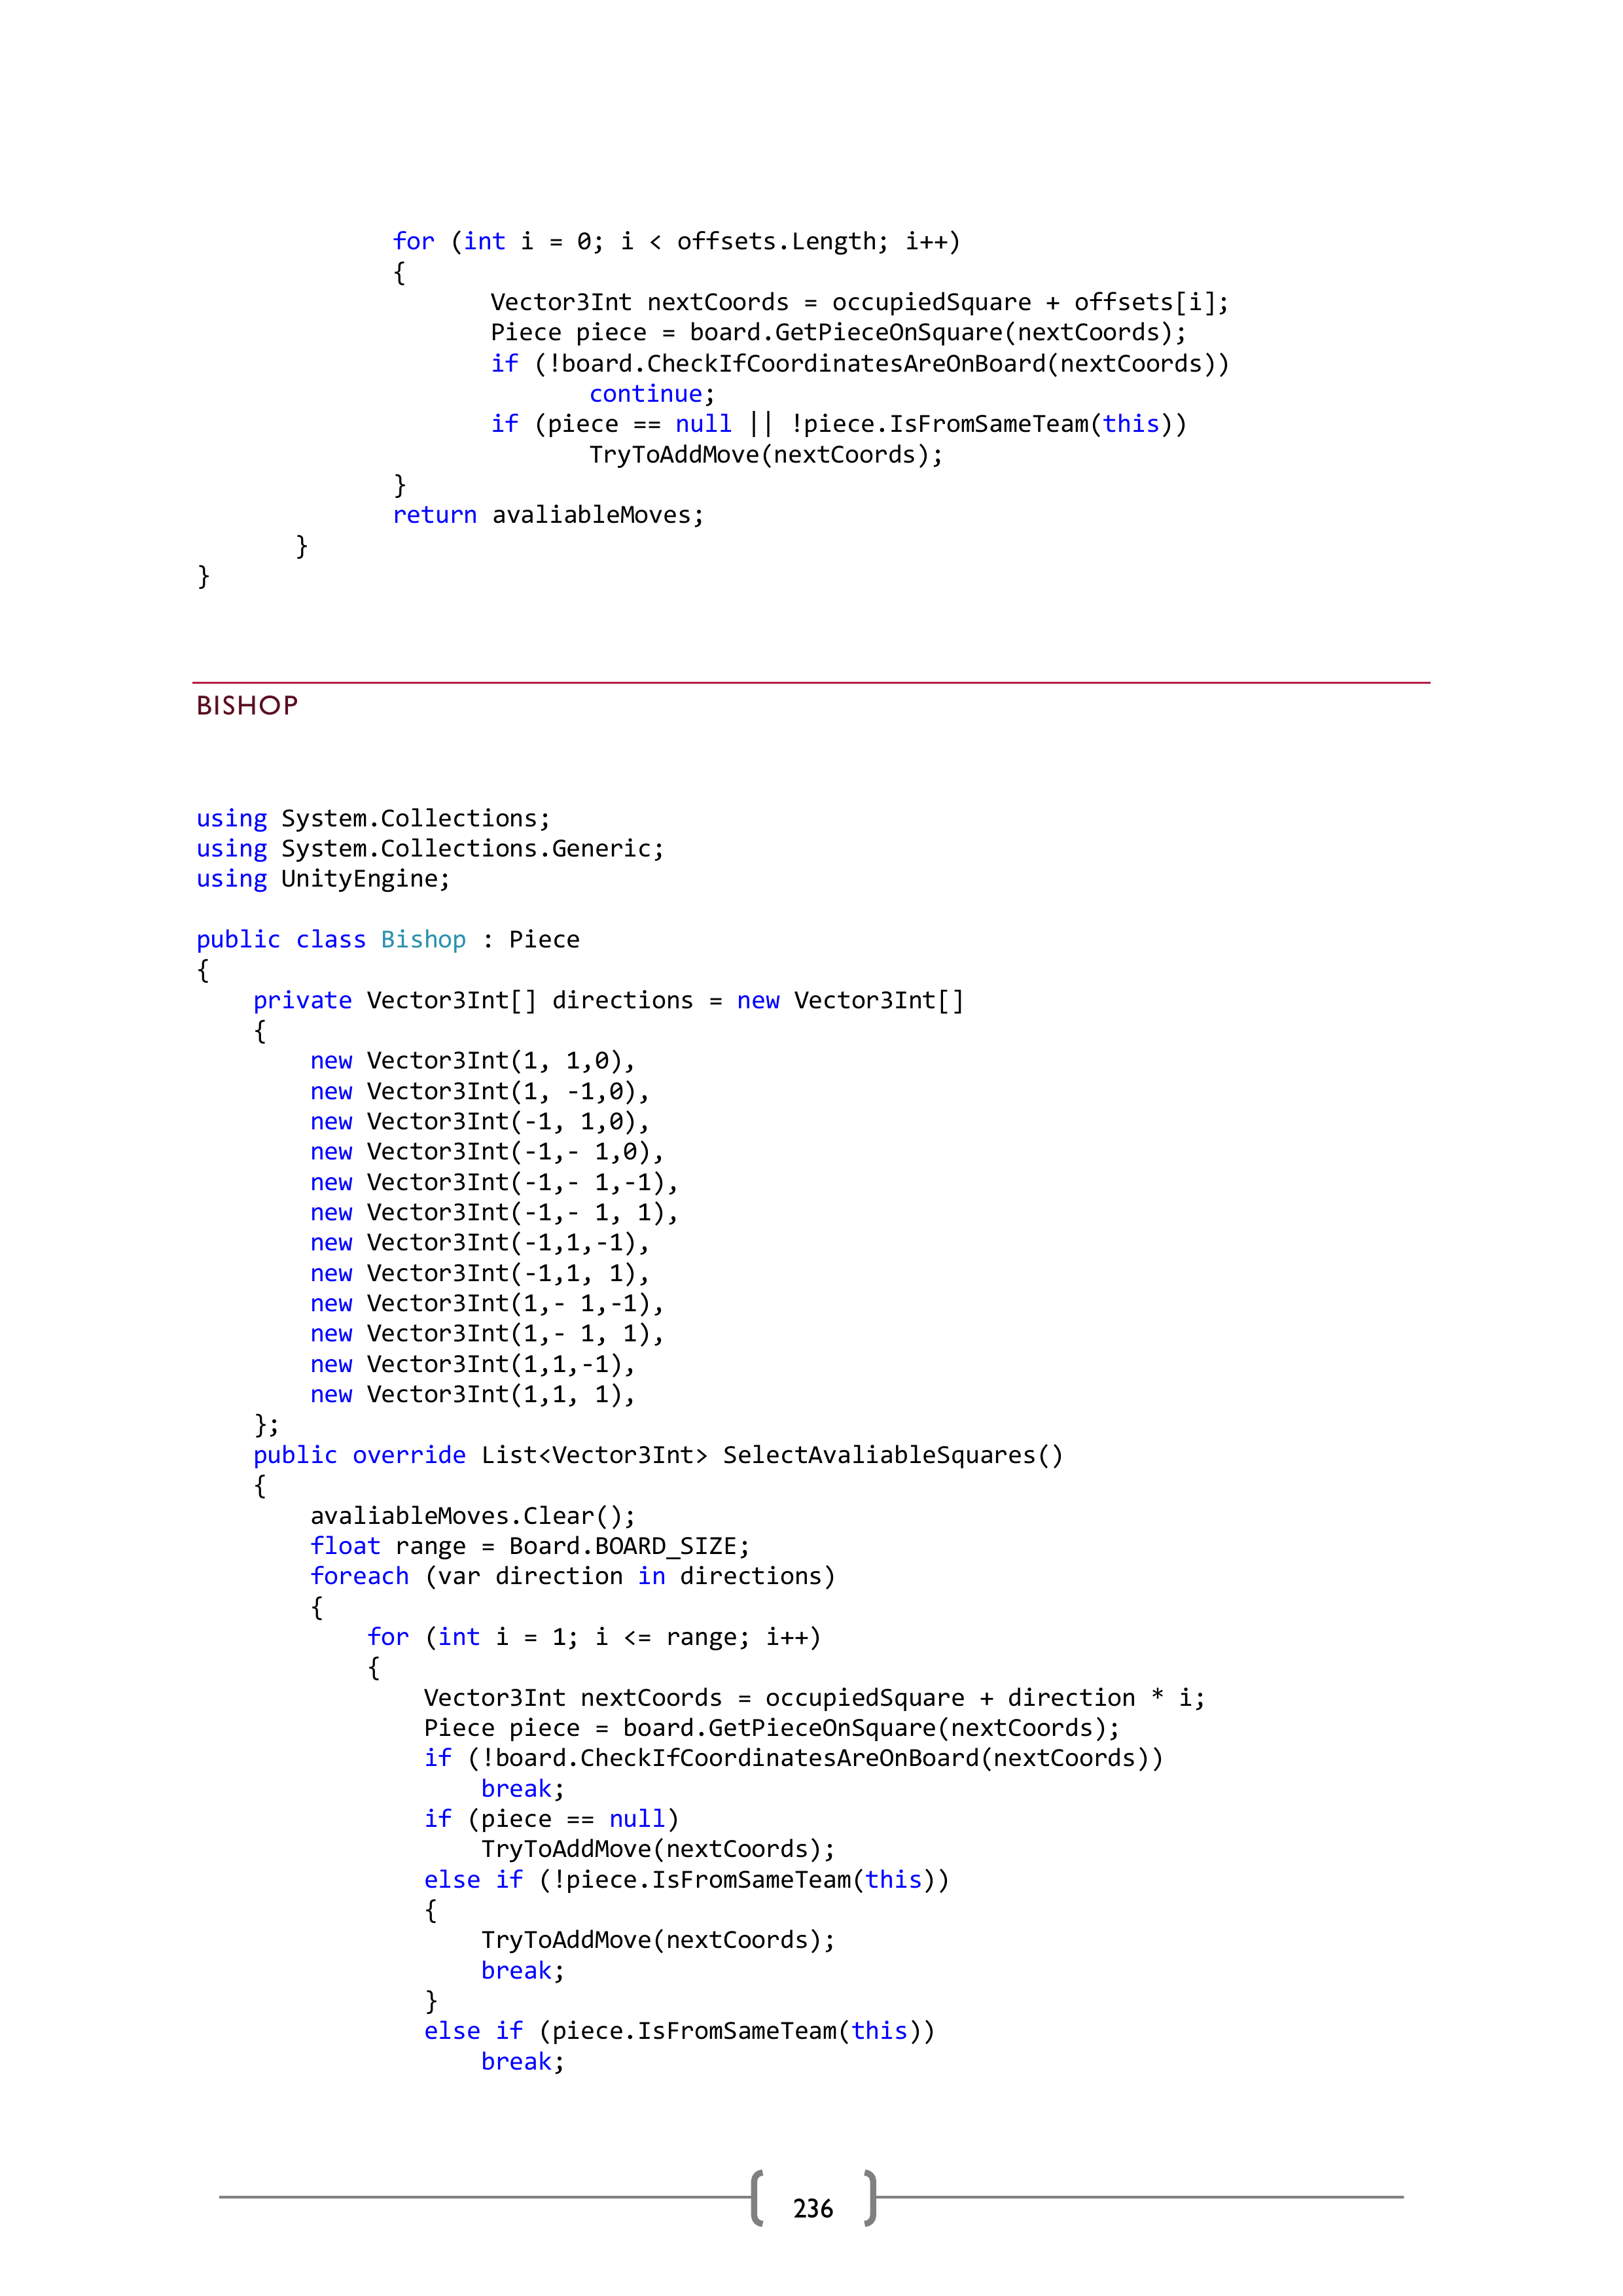 for (int i = 0; i < offsets.Length; i++)
{
Vector3Int nextCoords = occupiedSquare + offsets[i];
Piece piece = board.GetPieceOnSquare(nextCoords);
if (!board.CheckIfCoordinatesAreOnBoard(nextCoords))
continue;
if (piece == null || !piece.IsFromSameTeam(this))
TryToAddMove(nextCoords);
}
return avaliableMoves;
}
}
BISHOP
using System.Collections;
using System.Collections.Generic;
using UnityEngine;
public class Bishop : Piece
{
private Vector3Int[] directions = new Vector3Int[]
{
new Vector3Int(1, 1,0),
new Vector3Int(1, -1,0),
new Vector3Int(-1, 1,0),
new Vector3Int(-1,- 1,0),
new Vector3Int(-1,- 1,-1),
new Vector3Int(-1,- 1, 1),
new Vector3Int(-1,1,-1),
new Vector3Int(-1,1, 1),
new Vector3Int(1,- 1,-1),
new Vector3Int(1,- 1, 1),
new Vector3Int(1,1,-1),
new Vector3Int(1,1, 1),
};
public override List<Vector3Int> SelectAvaliableSquares()
{
avaliableMoves.Clear();
float range = Board.BOARD_SIZE;
foreach (var direction in directions)
{
for (int i = 1; i <= range; i++)
{
Vector3Int nextCoords = occupiedSquare + direction * i;
Piece piece = board.GetPieceOnSquare(nextCoords);
if (!board.CheckIfCoordinatesAreOnBoard(nextCoords))
break;
if (piece == null)
TryToAddMove(nextCoords);
else if (!piece.IsFromSameTeam(this))
{
TryToAddMove(nextCoords);
break;
}
else if (piece.IsFromSameTeam(this))
break;
236